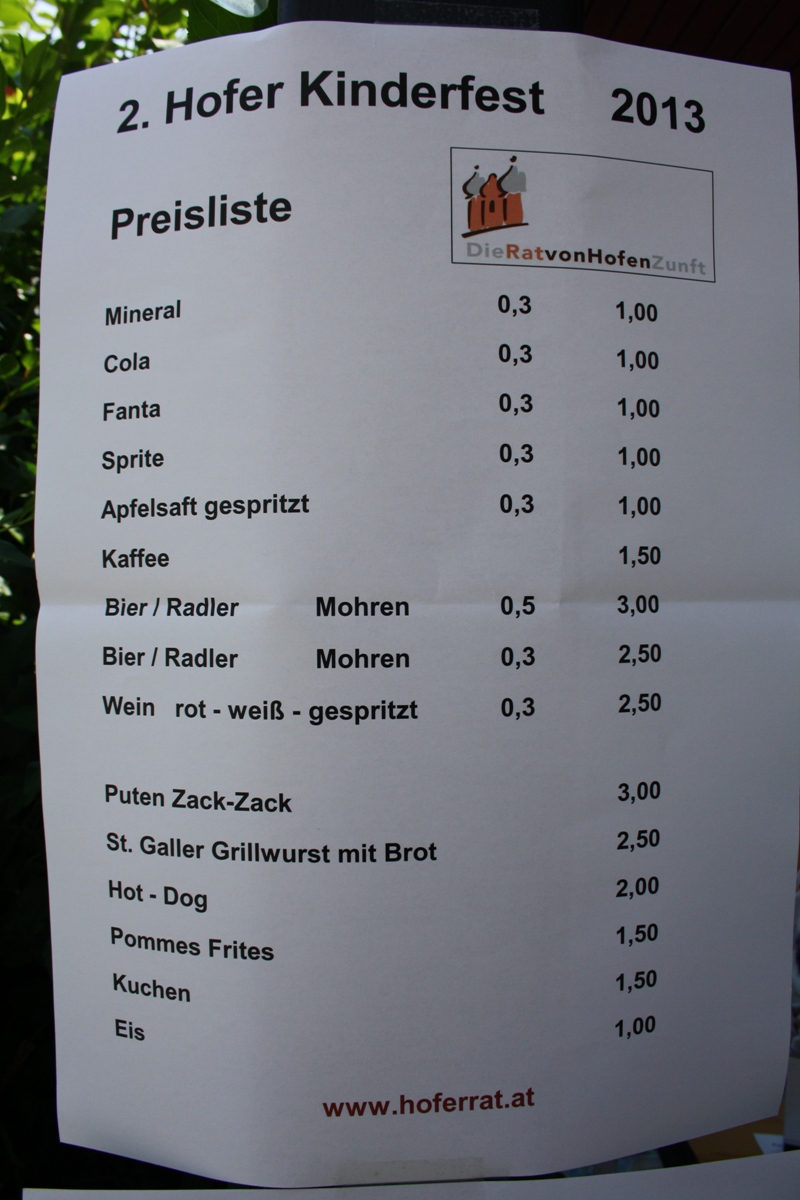 2. Hofer Kinderfest 2013
Preisliste
DieRatvonHofenZunft
Mineral 0,3 1,00
Cola 0,3 1,00
Fanta 0,3 1,00
Sprite 0,3 1,00
Apfelsaft gespritzt 0,3 1,00
Kaffee 1,50
Bier / Radler Mohren 0,5 3,00
Bier / Radler Mohren 0,3 2,50
Wein rot - weiß - gespritzt 0,3 2,50
Puten Zack-Zack 3,00
St. Galler Grillwurst mit Brot 2,50
Hot - Dog 2,00
Pommes Frites 1,50
Kuchen 1,50
Eis 1,00
www.hoferrat.at